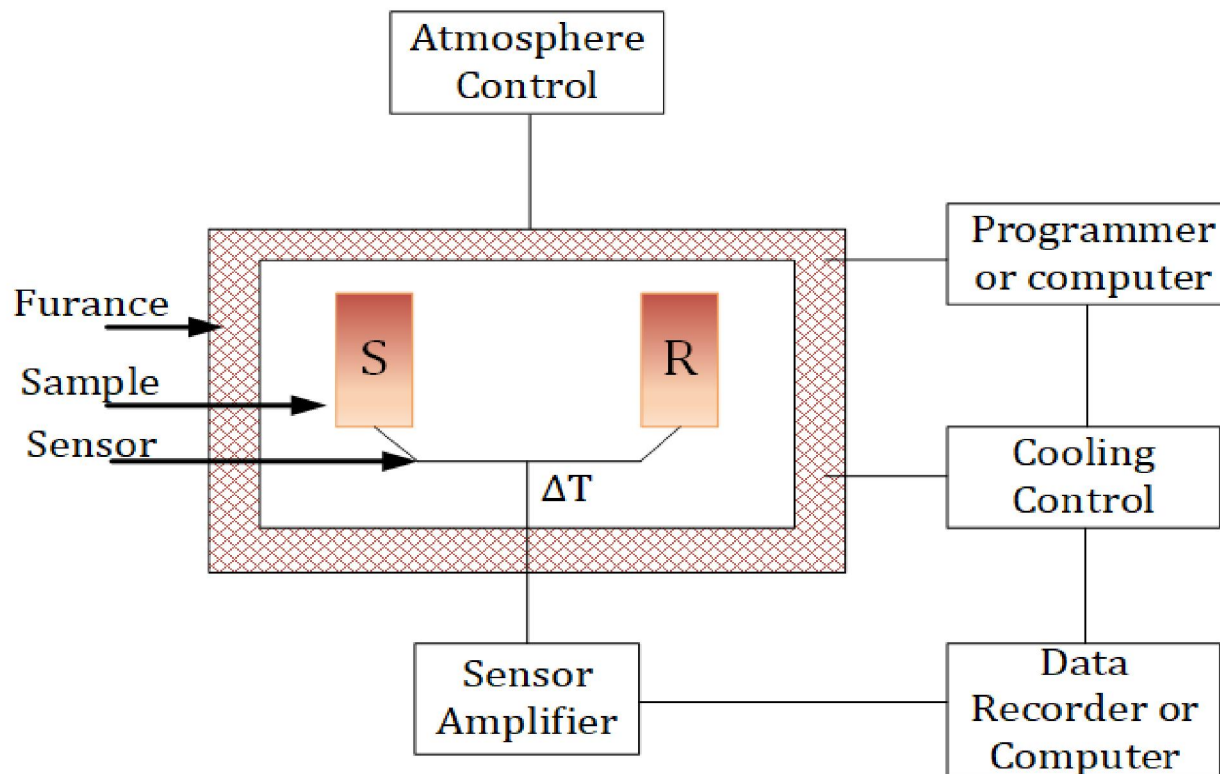 Atmosphere
Control
Programmer
or computer
Furance
S
R
Sample
Sensor
ΔT
Cooling
Control
Sensor
Amplifier
Data
Recorder or
Computer